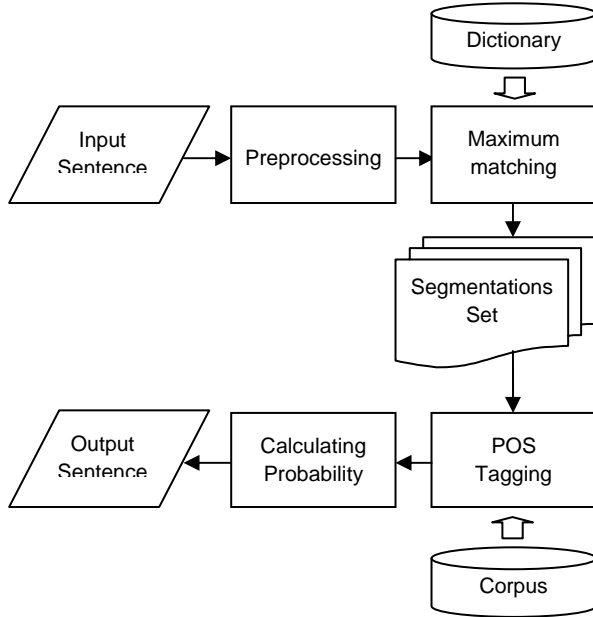 Dictionary
Input
Sentence
Preprocessing
Maximum
matching
Segmentations
Set
Output
Sentence
Calculating
Probability
POS
Tagging
Corpus